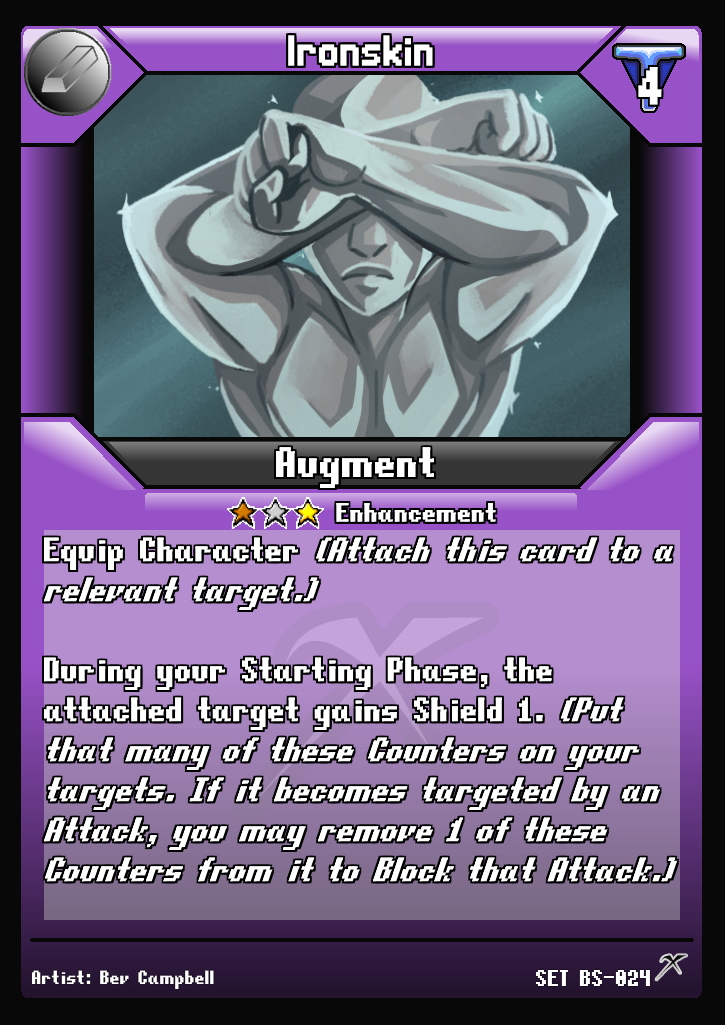 Ironskin
4
Augment
Enhancement
Equip Character (Attach this card to a
relevant target.)
During your Starting Phase, the
attached target gains Shield 1. (Put
that many of these Counters on your
targets. If it becomes targeted by an
Attack, you may remove 1 of these
Counters from it to Block that Attack.)
Artist: Bev Campbell
SET BS-024